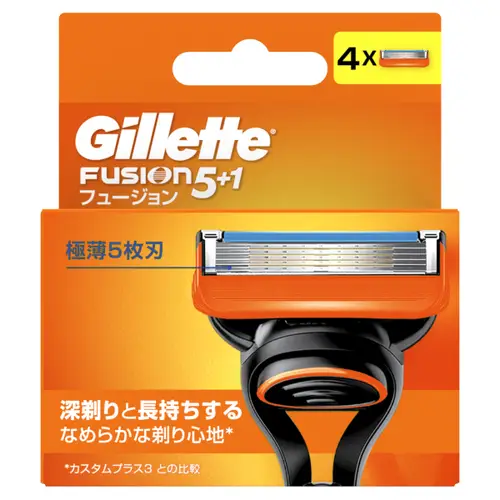 4X
Gillette
FUSION5+1
フュージョン
極薄5枚刃
深剃りと長持ちする
なめらかな剃り心地*
*カスタムプラス3 との比較